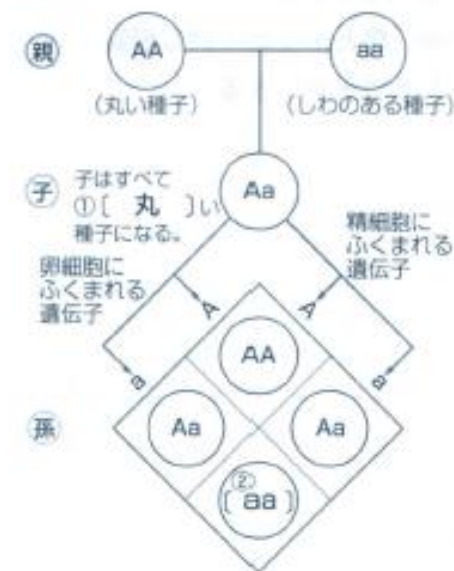 親 AA aa
(丸い種子) (しわのある種子)
子 子はすべて
①〔 丸 〕い
種子になる。
Aa
卵細胞に
ふくまれる
遺伝子
精細胞に
ふくまれる
遺伝子
A A
a a
AA
孫 Aa Aa
②
〔 aa 〕